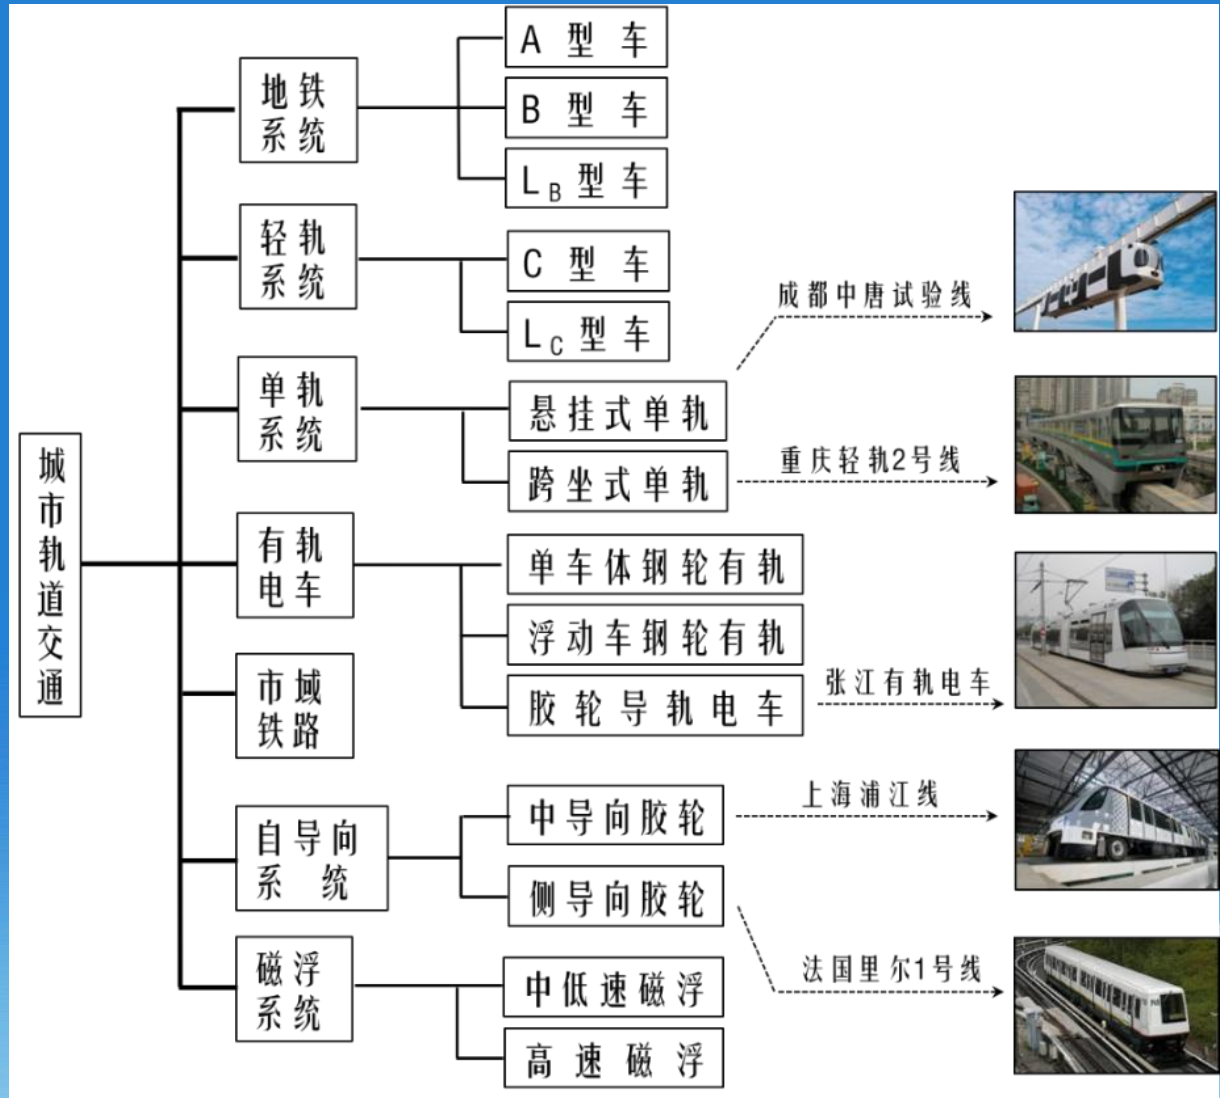 城市轨道交通
地铁
系统
A 型 车
B 型 车
LB 型 车
轻轨
系统
C 型 车
LC 型 车
单轨
系统
悬挂式单轨
跨坐式单轨
成都中唐试验线
重庆轻轨2号线
有轨
电车
单车体钢轮有轨
浮动车钢轮有轨
胶轮导轨电车
张江有轨电车
市域
铁路
自导向
系 统
中导向胶轮
侧导向胶轮
上海浦江线
法国里尔1号线
磁浮
系统
中低速磁浮
高速磁浮